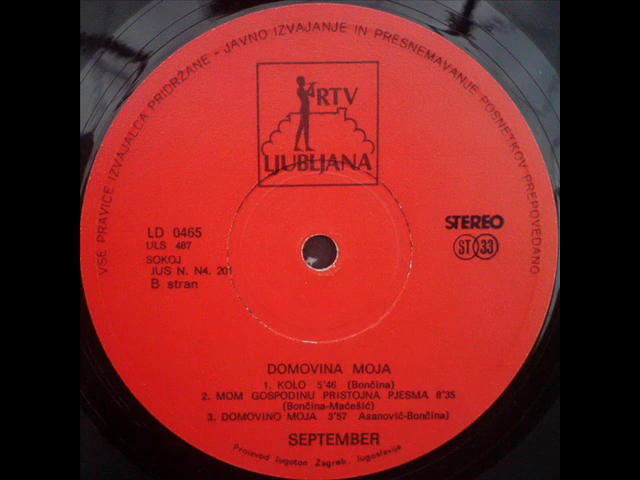 VSE PRAVICE IZVAJALCA PRIDRŽANE - JAVNO IZVAJANJE IN PRESNEMAVANJE POSNETKOV PREPOVEDANO
RTV
LJUBLJANA
LD 0465
ULS 487
SOKOJ
JUS N. N4. 201
B stran
STEREO
ST 33
DOMOVINA MOJA
1. KOLO 5'46 (Bončina)
2. MOM GOSPODINU PRISTOJNA PJESMA 8'35
(Bončina-Mačešič)
3. DOMOVINO MOJA 3'57 Asanovič-Bončina)
SEPTEMBER
Proizvod Jugoton Zagreb, Jugoslavija